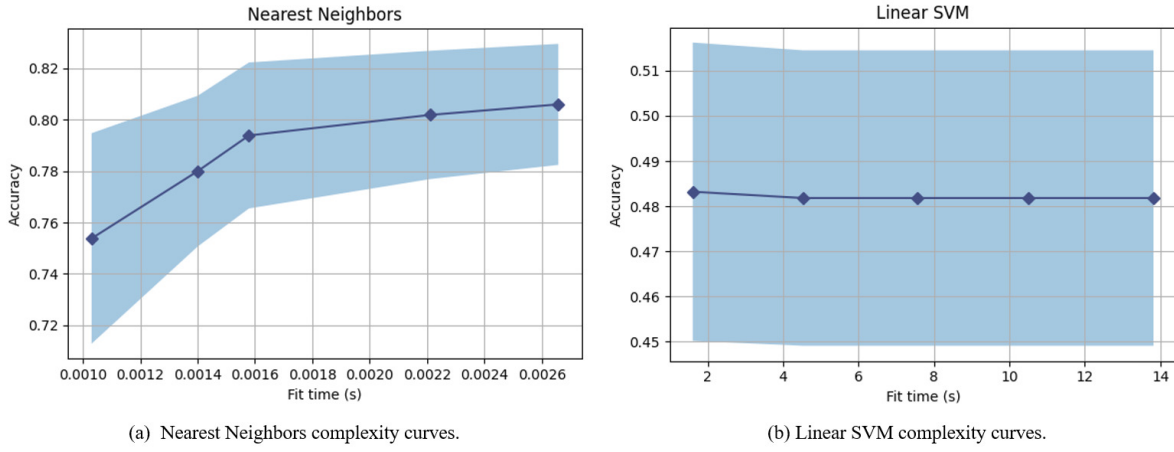 Nearest Neighbors
Accuracy
0.82
0.80
0.78
0.76
0.74
0.72
0.0010 0.0012 0.0014 0.0016 0.0018 0.0020 0.0022 0.0024 0.0026
Fit time (s)
(a) Nearest Neighbors complexity curves.
Linear SVM
Accuracy
0.51
0.50
0.49
0.48
0.47
0.46
0.45
2 4 6 8 10 12 14
Fit time (s)
(b) Linear SVM complexity curves.